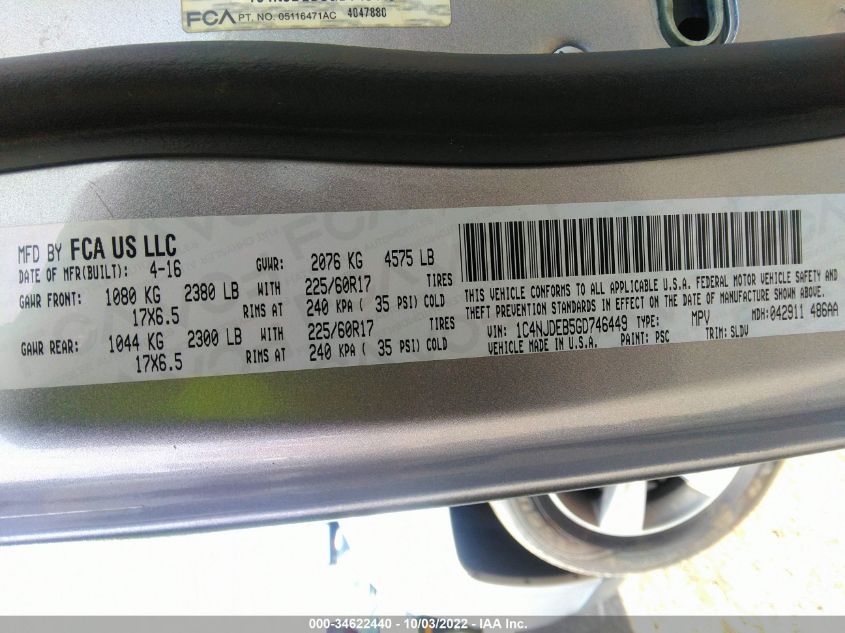 FCA PT. NO. 05116471AC 4047880
MFD BY FCA US LLC
DATE OF MFR(BUILT): 4-16 GVWR: 2076 KG 4575 LB
GAWR FRONT: 1080 KG 2380 LB WITH 225/60R17 TIRES
17X6.5 RIMS AT 240 KPA ( 35 PSI) COLD
GAWR REAR: 1044 KG 2300 LB WITH 225/60R17 TIRES
17X6.5 RIMS AT 240 KPA ( 35 PSI) COLD
THIS VEHICLE CONFORMS TO ALL APPLICABLE U.S.A. FEDERAL MOTOR VEHICLE SAFETY AND
THEFT PREVENTION STANDARDS IN EFFECT ON THE DATE OF MANUFACTURE SHOWN ABOVE.
VIN: 1C4NJDEB5GD746449 TYPE: MPV MDH: 042911 486AA
VEHICLE MADE IN U.S.A. PAINT: PSC TRIM: SLDV
000-34622440 - 10/03/2022 - IAA Inc.